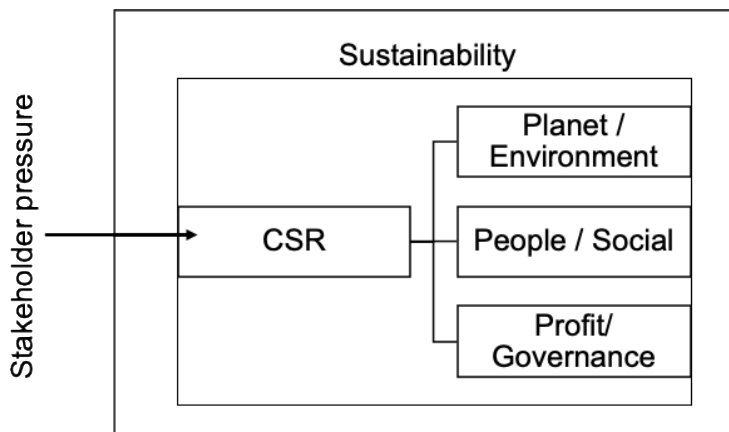 Sustainability
Stakeholder pressure
Planet /
Environment
CSR
People / Social
Profit/
Governance